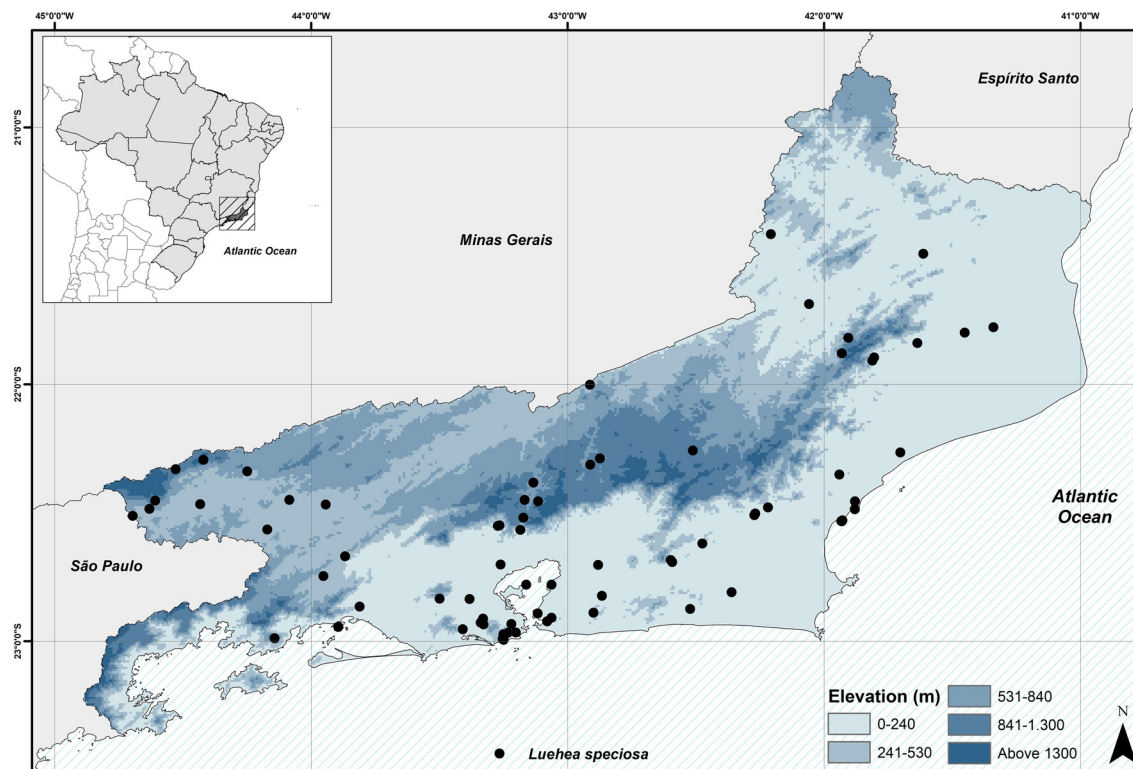 45°0'0"W 44°0'0"W 43°0'0"W 42°0'0"W 41°0'0"W
Espírito Santo
21°0'0"S
Minas Gerais
Atlantic Ocean
22°0'0"S
Atlantic
Ocean
São Paulo
23°0'0"S
Elevation (m)
0-240
241-530
531-840
841-1.300
Above 1300
N
Luehea speciosa